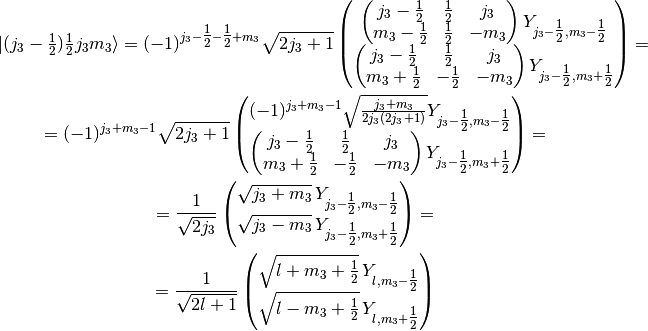 |(j₃ − ½)½j₃m₃⟩ = (−1)^{j₃−½−½+m₃} √(2j₃ + 1) ( ( j₃ − ½ ½ j₃ ; m₃ − ½ ½ −m₃ ) Y_{j₃−½,m₃−½} ; ( j₃ − ½ ½ j₃ ; m₃ + ½ −½ −m₃ ) Y_{j₃−½,m₃+½} ) =
= (−1)^{j₃+m₃−1} √(2j₃ + 1) ( (−1)^{j₃+m₃−1} √((j₃+m₃)/(2j₃(2j₃+1))) Y_{j₃−½,m₃−½} ; ( j₃ − ½ ½ j₃ ; m₃ + ½ −½ −m₃ ) Y_{j₃−½,m₃+½} ) =
= 1/√(2j₃) ( √(j₃ + m₃) Y_{j₃−½,m₃−½} ; √(j₃ − m₃) Y_{j₃−½,m₃+½} ) =
= 1/√(2l + 1) ( √(l + m₃ + ½) Y_{l,m₃−½} ; √(l − m₃ + ½) Y_{l,m₃+½} )